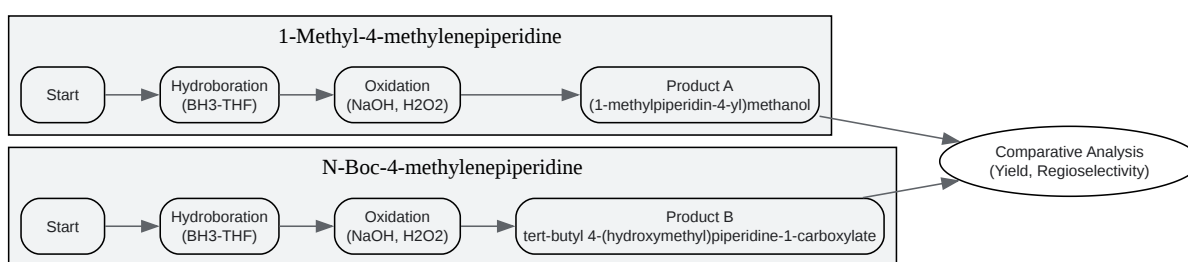 1-Methyl-4-methylenepiperidine
Start
Hydroboration
(BH3-THF)
Oxidation
(NaOH, H2O2)
Product A
(1-methylpiperidin-4-yl)methanol
N-Boc-4-methylenepiperidine
Start
Hydroboration
(BH3-THF)
Oxidation
(NaOH, H2O2)
Product B
tert-butyl 4-(hydroxymethyl)piperidine-1-carboxylate
Comparative Analysis
(Yield, Regioselectivity)